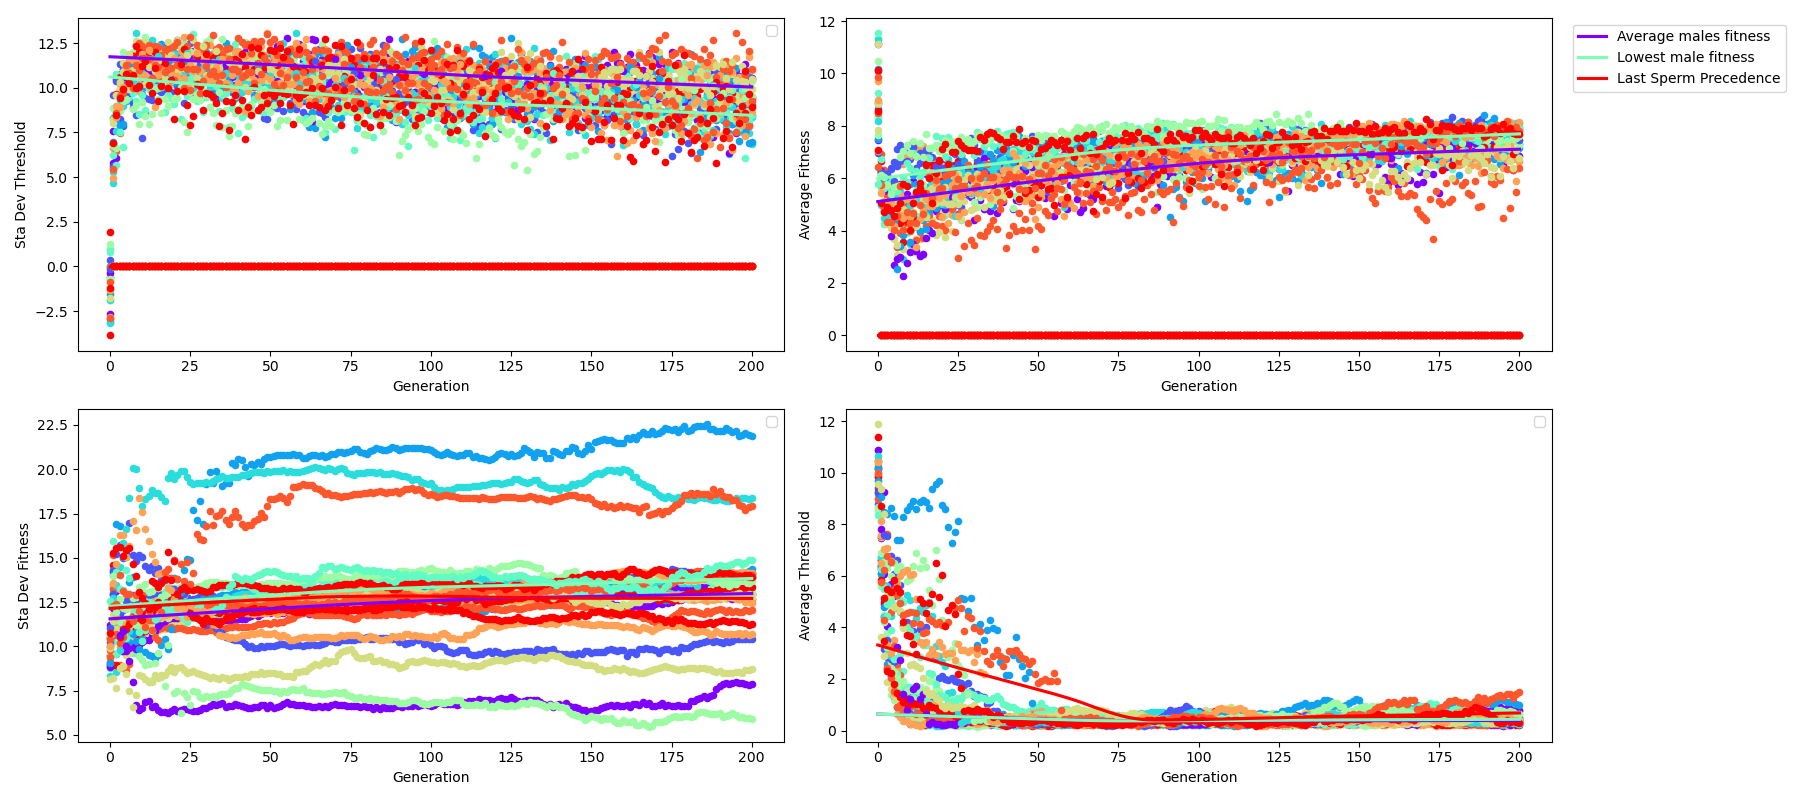 12.5
10.0
7.5
5.0
2.5
0.0
−2.5
Sta Dev Threshold
0 25 50 75 100 125 150 175 200
Generation
12
10
8
6
4
2
0
Average Fitness
0 25 50 75 100 125 150 175 200
Generation
Average males fitness
Lowest male fitness
Last Sperm Precedence
22.5
20.0
17.5
15.0
12.5
10.0
7.5
5.0
Sta Dev Fitness
0 25 50 75 100 125 150 175 200
Generation
12
10
8
6
4
2
0
Average Threshold
0 25 50 75 100 125 150 175 200
Generation